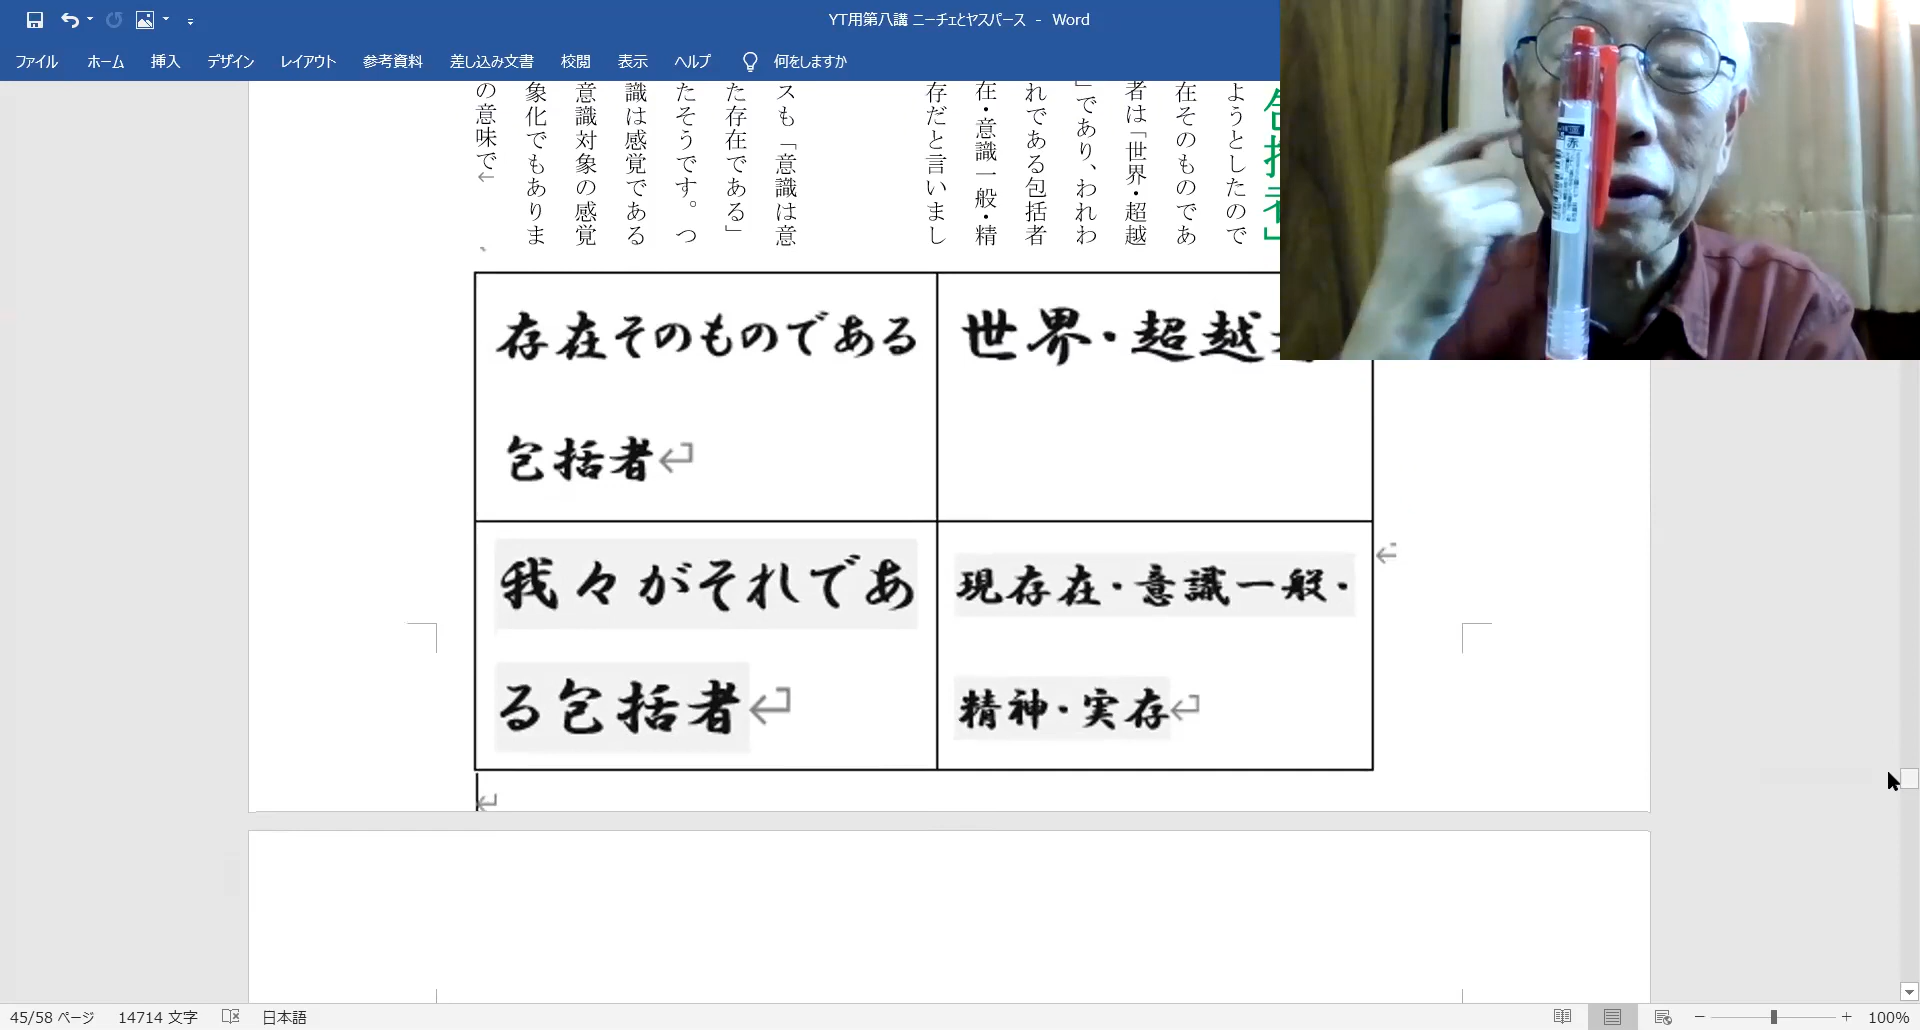 YT用第八講 ニーチェとヤスパース - Word
ファイル ホーム 挿入 デザイン レイアウト 参考資料 差し込み文書 校閲 表示 ヘルプ 何をしますか
ようとしたので
在そのものであ
者は「世界・超越
」であり、われわ
れである包括者
在・意識一般・精
存だと言いまし
スも「意識は意
た存在である」
たそうです。つ
識は感覚である
意識対象の感覚
象化でもありま
の意味で
存在そのものである
包括者
世界・超越
我々がそれであ
る包括者
現存在・意識一般・
精神・実存
赤
45/58 ページ 14714 文字 日本語 100%